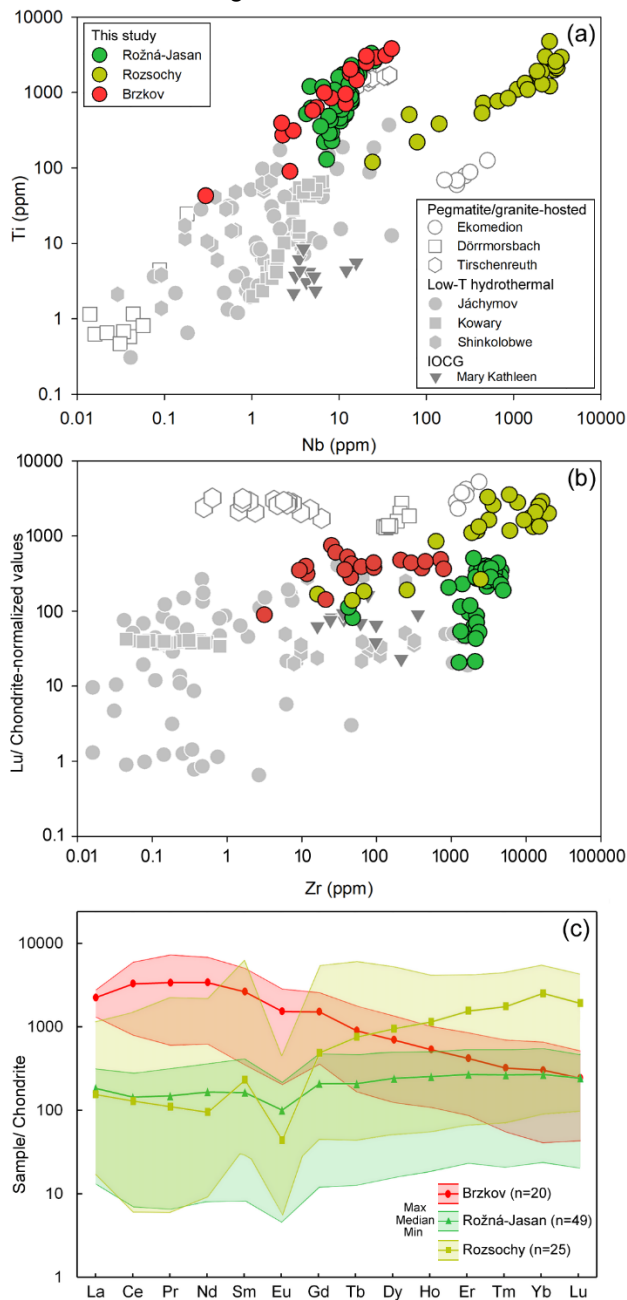 (a)
This study
Rožná-Jasan
Rozsochy
Brzkov
10000
1000
100
10
1
0.1
Ti (ppm)
Pegmatite/granite-hosted
Ekomedion
Dörrmorsbach
Tirschenreuth
Low-T hydrothermal
Jáchymov
Kowary
Shinkolobwe
IOCG
Mary Kathleen
0.01 0.1 1 10 100 1000 10000
Nb (ppm)
(b)
10000
1000
100
10
1
0.1
Lu/ Chondrite-normalized values
0.01 0.1 1 10 100 1000 10000 100000
Zr (ppm)
(c)
10000
1000
100
10
1
Sample/ Chondrite
Max
Median
Min
Brzkov (n=20)
Rožná-Jasan (n=49)
Rozsochy (n=25)
La Ce Pr Nd Sm Eu Gd Tb Dy Ho Er Tm Yb Lu